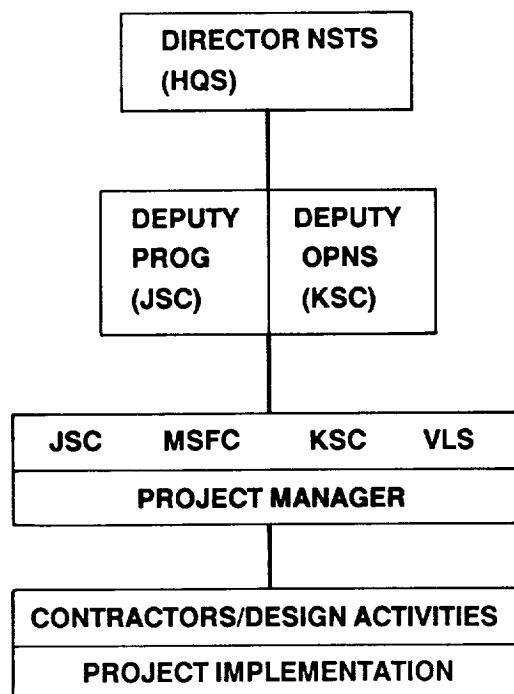 DIRECTOR NSTS
(HQS)
DEPUTY
PROG
(JSC)
DEPUTY
OPNS
(KSC)
JSC MSFC KSC VLS
PROJECT MANAGER
CONTRACTORS/DESIGN ACTIVITIES
PROJECT IMPLEMENTATION